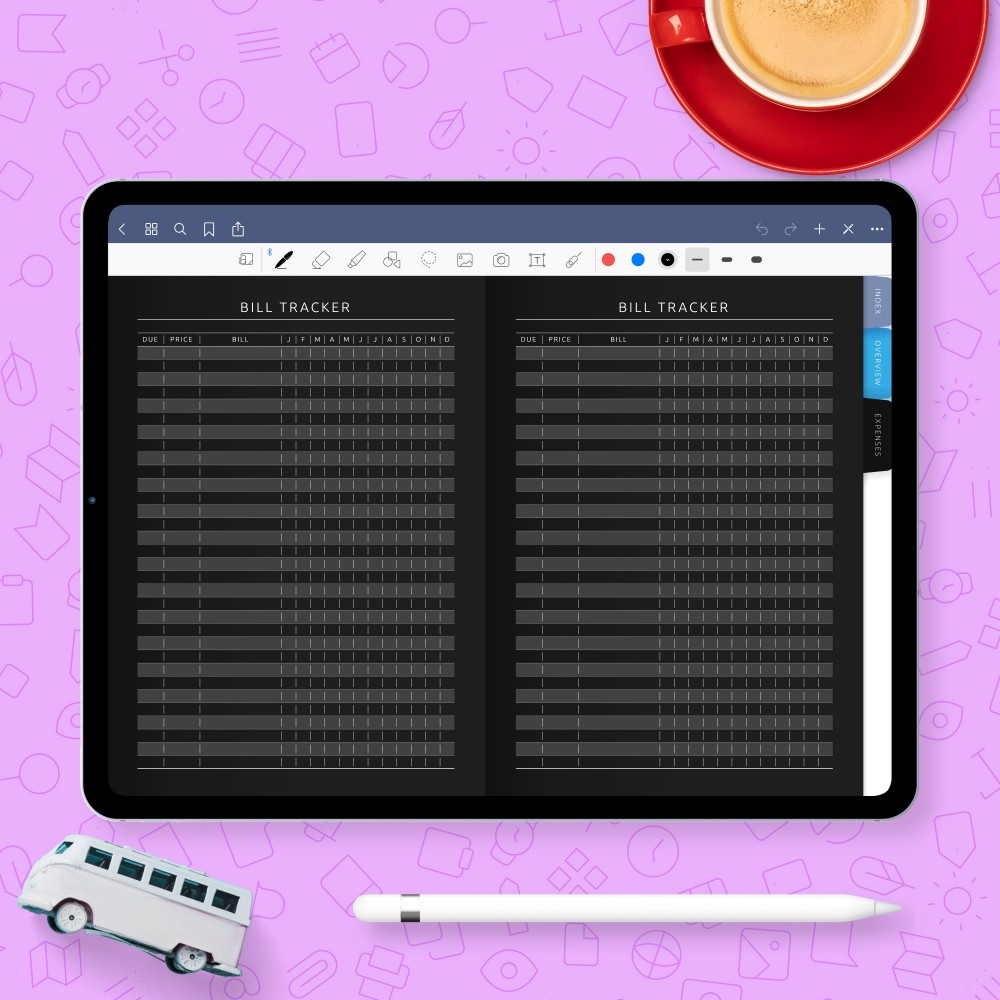 T
BILL TRACKER
DUE PRICE BILL J F M A M J J A S O N D
BILL TRACKER
DUE PRICE BILL J F M A M J J A S O N D
INDEX
OVERVIEW
EXPENSES